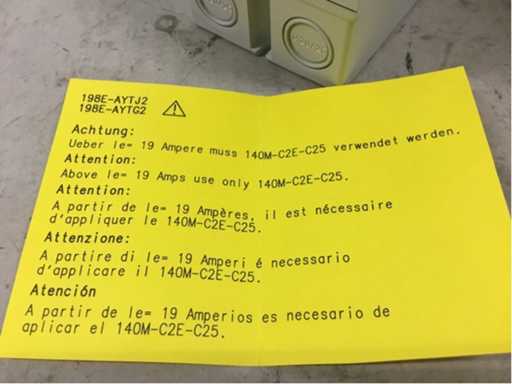 198E-AYTJ2
198E-AYTG2
Achtung:
Ueber Ie= 19 Ampere muss 140M-C2E-C25 verwendet werden.
Attention:
Above Ie= 19 Amps use only 140M-C2E-C25.
Attention:
A partir de Ie= 19 Ampères, il est nécessaire
d'appliquer le 140M-C2E-C25.
Attenzione:
A partire di Ie= 19 Amperi é necessario
d'applicare il 140M-C2E-C25.
Atención
A partir de Ie= 19 Amperios es necesario de
aplicar el 140M-C2E-C25.